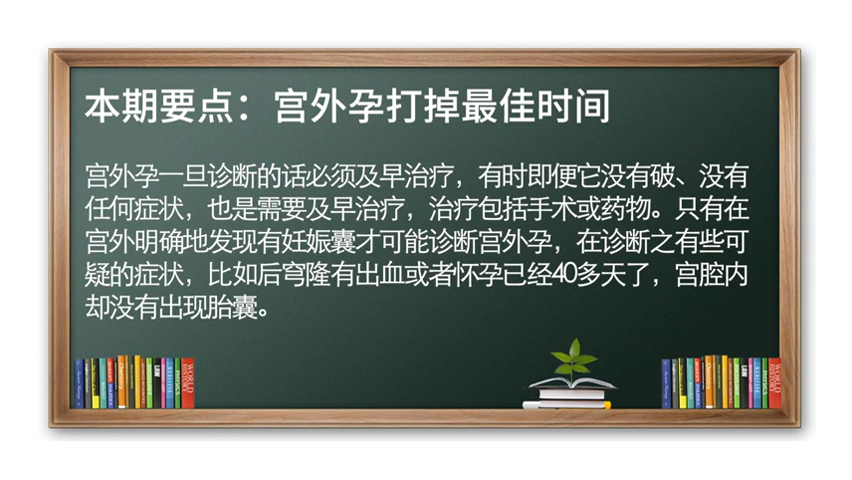 本期要点：宫外孕打掉最佳时间
宫外孕一旦诊断的话必须及早治疗，有时即便它没有破、没有
任何症状，也是需要及早治疗，治疗包括手术或药物。只有在
宫外明确地发现有妊娠囊才可能诊断宫外孕，在诊断之有些可
疑的症状，比如后穹隆有出血或者怀孕已经40多天了，宫腔内
却没有出现胎囊。
WORLD HISTORY
WORLD HISTORY